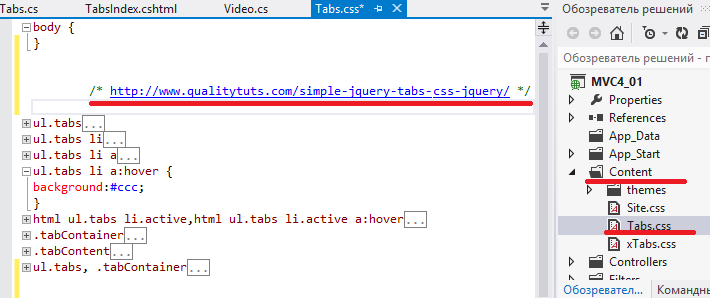 Tabs.cs TabsIndex.cshtml Video.cs Tabs.css*
body {
}
/* http://www.qualitytuts.com/simple-jquery-tabs-css-jquery/ */
ul.tabs...
ul.tabs li...
ul.tabs li a...
ul.tabs li a:hover {
background:#ccc;
}
html ul.tabs li.active,html ul.tabs li.active a:hover...
.tabContainer...
.tabContent...
ul.tabs, .tabContainer...
Обозреватель решений
Обозреватель решений — п
MVC4_01
Properties
References
App_Data
App_Start
Content
themes
Site.css
Tabs.css
xTabs.css
Controllers
Filters
Обозревател... Командны